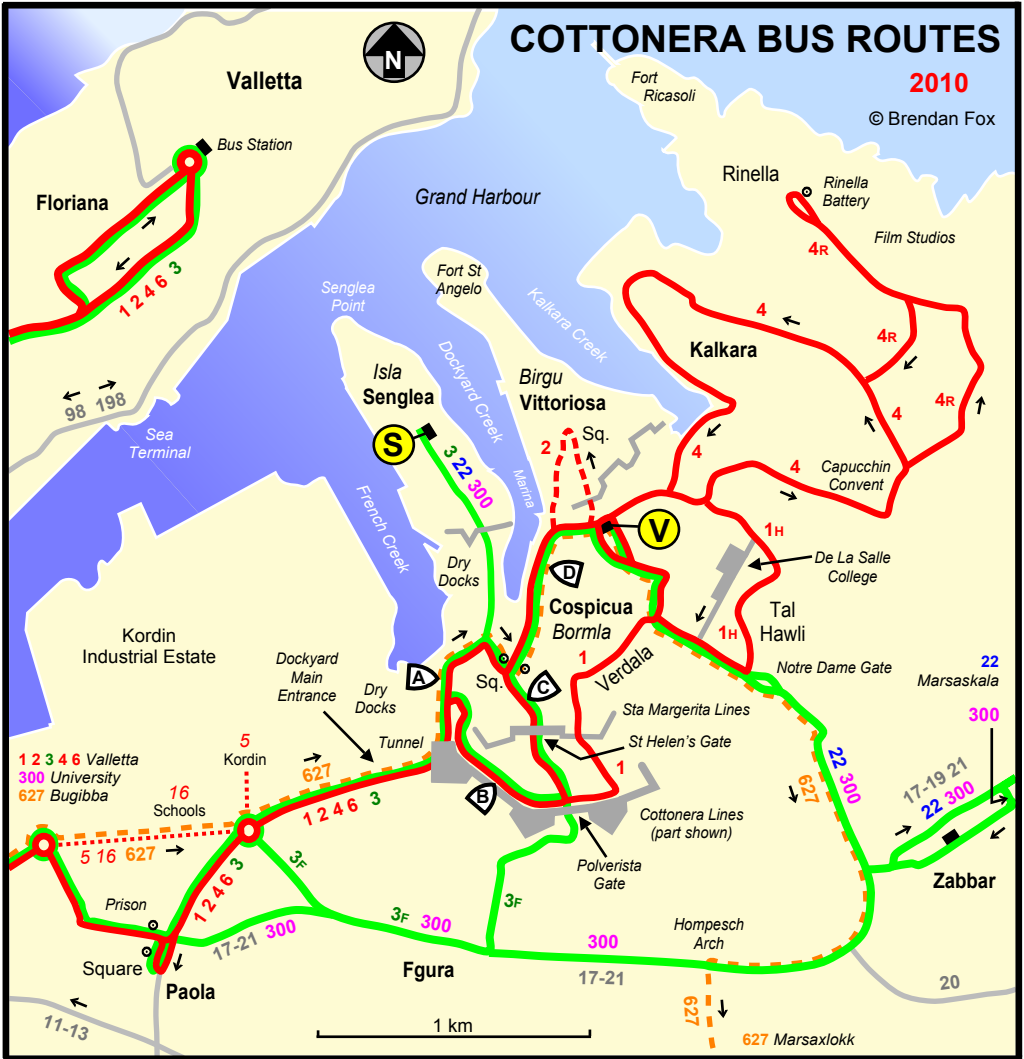 COTTONERA BUS ROUTES
2010
© Brendan Fox
N
Valletta
Bus Station
Floriana
1 2 4 6 3
98 198
Sea
Terminal
Grand Harbour
Fort
Ricasoli
Rinella
Rinella
Battery
Film Studios
4R
4R
4R
4
4
4
4
Kalkara
Kalkara Creek
Fort St
Angelo
Senglea
Point
Dockyard Creek
Isla
Senglea
S
3 22 300
Birgu
Vittoriosa
Sq.
2
Marina
French Creek
Capucchin
Convent
V
1H
De La Salle
College
Tal
Hawli
1H
Dry
Docks
D
Cospicua
Bormla
Verdala
1
Notre Dame Gate
Kordin
Industrial Estate
Dockyard
Main
Entrance
Dry
Docks
A
Sq.
C
Sta Margerita Lines
St Helen's Gate
1
22
Marsaskala
300
22 300
627
17-19 21
22 300
Tunnel
B
Cottonera Lines
(part shown)
Polverista
Gate
Zabbar
1 2 3 4 6 Valletta
300 University
627 Bugibba
5
Kordin
16
Schools
627
1 2 4 6 3
5 16 627
1 2 4 6 3
3F
3F 300
3F
Prison
Square
Paola
17-21 300
Fgura
300
17-21
Hompesch
Arch
20
11-13
1 km
627
627 Marsaxlokk